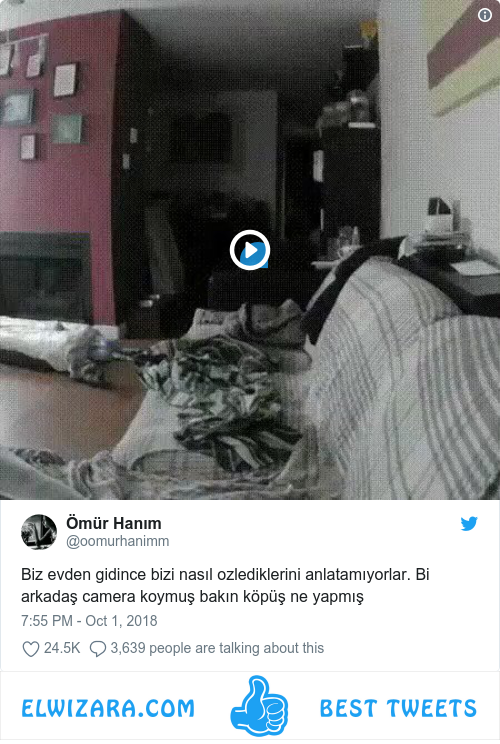 Ömür Hanım
@oomurhanimm
Biz evden gidince bizi nasıl ozlediklerini anlatamıyorlar. Bi
arkadaş camera koymuş bakın köpüş ne yapmış
7:55 PM - Oct 1, 2018
24.5K 3,639 people are talking about this
ELWIZARA.COM BEST TWEETS